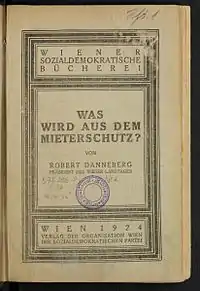 WIENER
SOZIALDEMOKRATISCHE
BÜCHEREI
WAS
WIRD AUS DEM
MIETERSCHUTZ?
VON
ROBERT DANNEBERG
PRÄSIDENT DES WIENER LANDTAGES
WIEN 1924
VERLAG DER ORGANISATION WIEN
DER SOZIALDEMOKRATISCHEN PARTEI